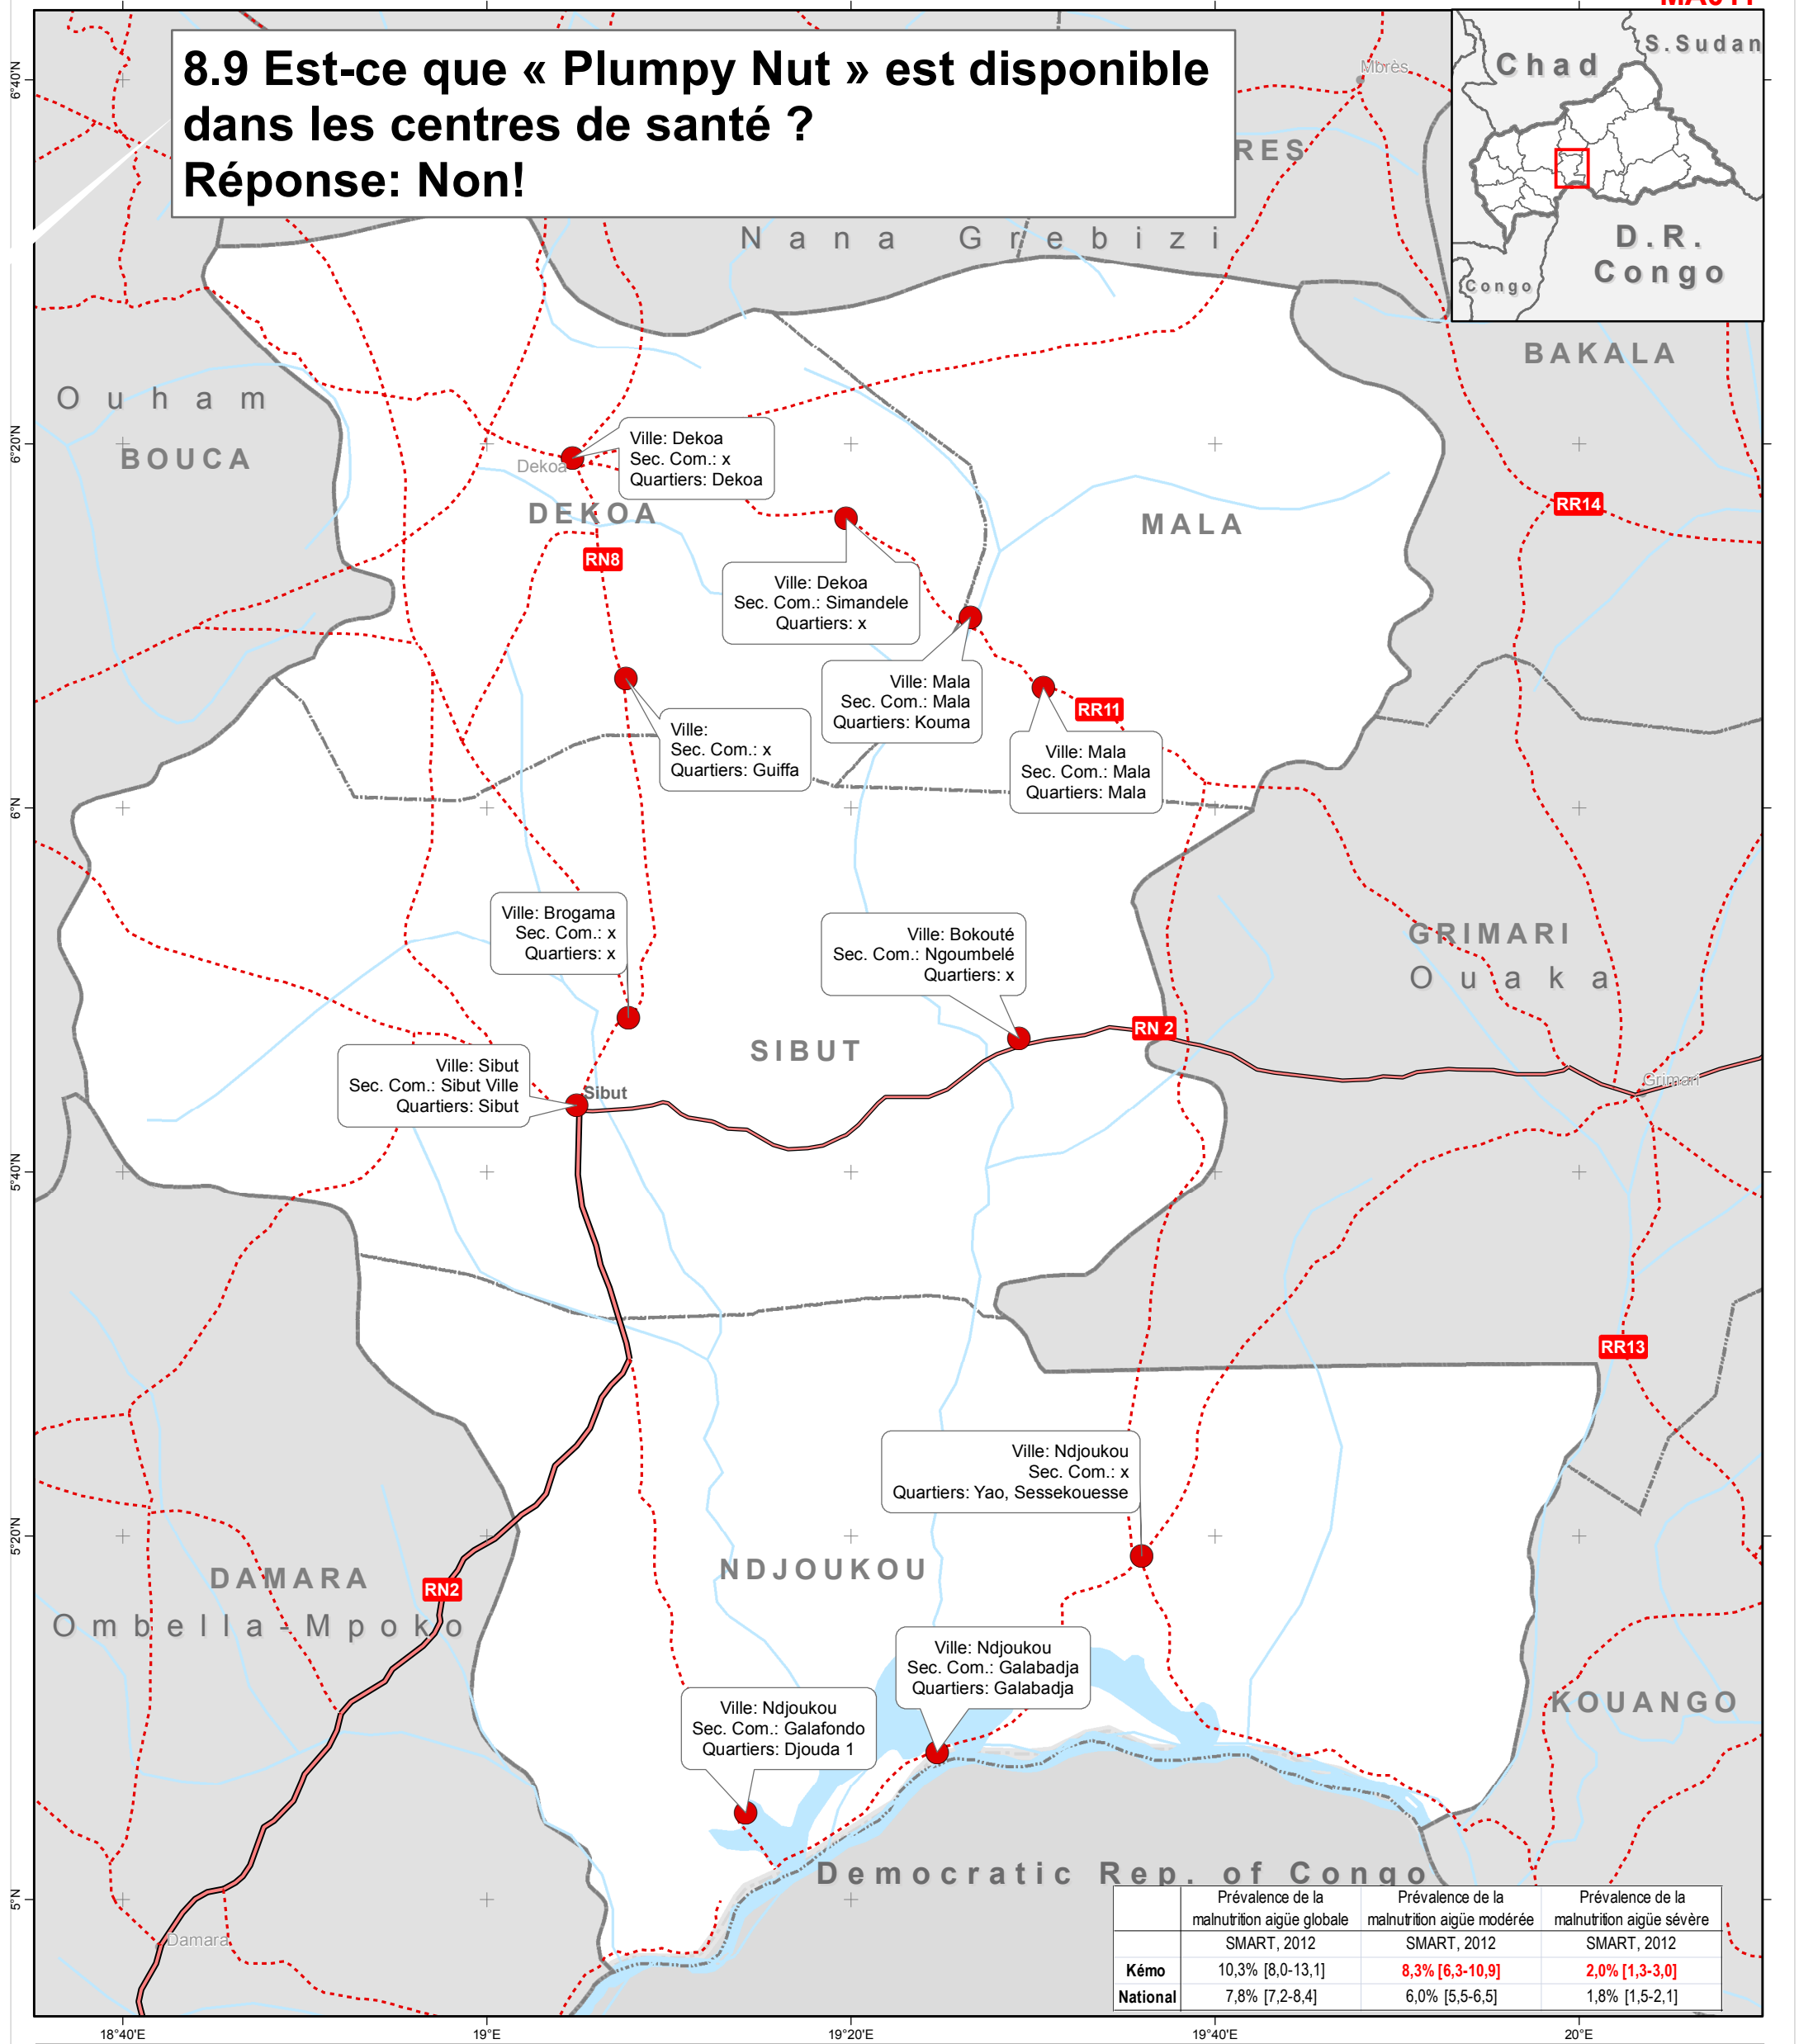 8.9 Est-ce que « Plumpy Nut » est disponible
dans les centres de santé ?
Réponse: Non!
Chad
S.Sudan
D.R.
Congo
Congo
Mbrès
RES
Nana Grebizi
BAKALA
Ouham
BOUCA
6°40'N
6°20'N
6°N
5°40'N
5°20'N
5°N
Ville: Dekoa
Sec. Com.: x
Quartiers: Dekoa
Dekoa
DEKOA
MALA
RR14
RN8
Ville: Dekoa
Sec. Com.: Simandele
Quartiers: x
Ville: Mala
Sec. Com.: Mala
Quartiers: Kouma
RR11
Ville:
Sec. Com.: x
Quartiers: Guiffa
Ville: Mala
Sec. Com.: Mala
Quartiers: Mala
Ville: Brogama
Sec. Com.: x
Quartiers: x
Ville: Bokouté
Sec. Com.: Ngoumbelé
Quartiers: x
GRIMARI
Ouaka
RN 2
SIBUT
Ville: Sibut
Sec. Com.: Sibut Ville
Quartiers: Sibut
Sibut
Grimari
RR13
Ville: Ndjoukou
Sec. Com.: x
Quartiers: Yao, Sessekouesse
NDJOUKOU
DAMARA
RN2
Ombella-Mpoko
Ville: Ndjoukou
Sec. Com.: Galabadja
Quartiers: Galabadja
Ville: Ndjoukou
Sec. Com.: Galafondo
Quartiers: Djouda 1
KOUANGO
Democratic Rep. of Congo
Damara
Prévalence de la malnutrition aigüe globale
Prévalence de la malnutrition aigüe modérée
Prévalence de la malnutrition aigüe sévère
SMART, 2012 SMART, 2012 SMART, 2012
Kémo 10,3% [8,0-13,1] 8,3% [6,3-10,9] 2,0% [1,3-3,0]
National 7,8% [7,2-8,4] 6,0% [5,5-6,5] 1,8% [1,5-2,1]
18°40'E 19°E 19°20'E 19°40'E 20°E